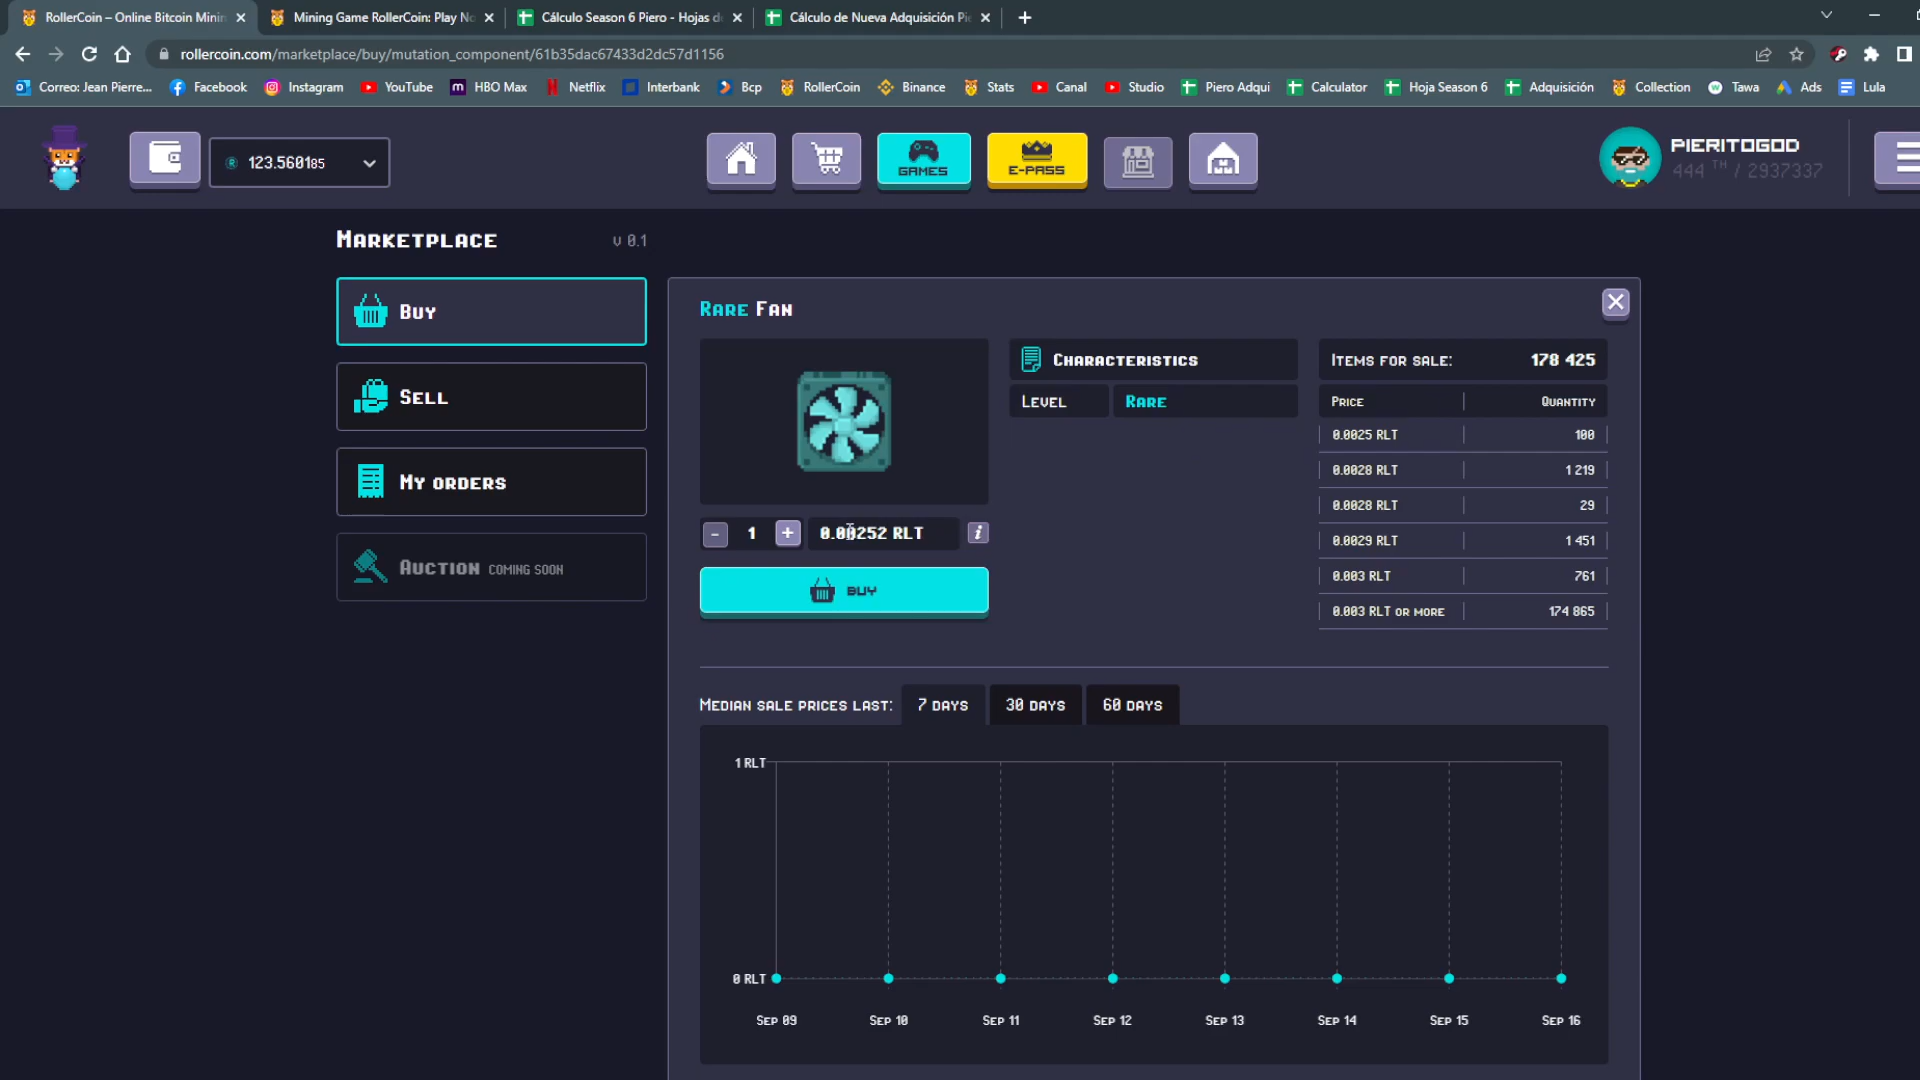 RollerCoin – Online Bitcoin Minin
Mining Game RollerCoin: Play No
Cálculo Season 6 Piero - Hojas d
Cálculo de Nueva Adquisición Pi
rollercoin.com/marketplace/buy/mutation_component/61b35dac67433d2dc57d1156
Correo: Jean Pierre... Facebook Instagram YouTube HBO Max Netflix Interbank Bcp RollerCoin Binance Stats Canal Studio Piero Adqui Calculator Hoja Season 6 Adquisición Collection Tawa Ads Lula
123.560185
GAMES
E-PASS
PIERITOGOD
444 TH / 2937337
Marketplace v 0.1
Buy
Sell
My orders
Auction coming soon
Rare Fan
Characteristics
Level Rare
Items for sale: 178 425
Price Quantity
0.0025 RLT 100
0.0028 RLT 1 219
0.0028 RLT 29
0.0029 RLT 1 451
0.003 RLT 761
0.003 RLT or more 174 865
- 1 + 0.00252 RLT i
BUY
Median sale prices last: 7 days 30 days 60 days
1 RLT
0 RLT
Sep 09 Sep 10 Sep 11 Sep 12 Sep 13 Sep 14 Sep 15 Sep 16